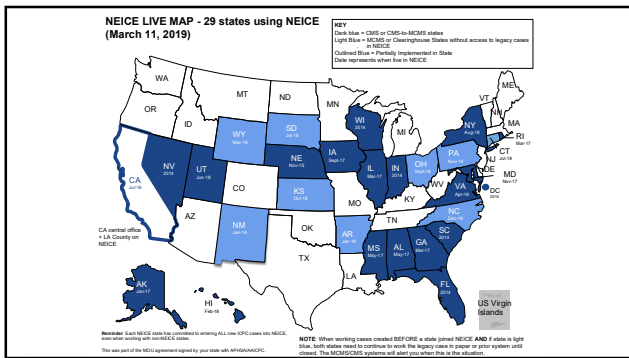 NEICE LIVE MAP - 29 states using NEICE
(March 11, 2019)
KEY
Dark blue = CMS or CMS-to-MCMS states
Light Blue = MCMS or Clearinghouse States without access to legacy cases
in NEICE
Outlined Blue = Partially Implemented in State
Date represents when live in NEICE
WA
OR
ID
MT
ND
MN
MI
VT
NH
ME
MA
RI
Mar-17
CT
Jul-18
NJ
DE
MD
Nov-17
DC
2014
NY
Aug-18
PA
Nov-18
WI
2014
SD
Jul-18
WY
Mar-19
IA
Sept-17
NE
Nov-15
NV
2014
UT
Jun-18
CA
Jul-16
CO
KS
Oct-18
MO
IL
Mar-17
IN
2014
OH
Sept-18
WV
VA
Apr-18
KY
NC
Dec-18
TN
SC
2014
AZ
NM
Jan-18
OK
AR
Jan-19
MS
May-17
AL
May-17
GA
Mar-17
TX
LA
FL
2014
CA central office
+ LA County on
NEICE
AK
Jan-17
HI
Feb-18
US Virgin
Islands
Reminder: Each NEICE state has committed to entering ALL new ICPC cases into NEICE,
even when working with non-NEICE states.
This was part of the MOU agreement signed by your state with APHSA/AAICPC.
NOTE: When working cases created BEFORE a state joined NEICE AND if state is light
blue, both states need to continue to work the legacy case in paper or prior system until
closed. The MCMS/CMS systems will alert you when this is the situation.